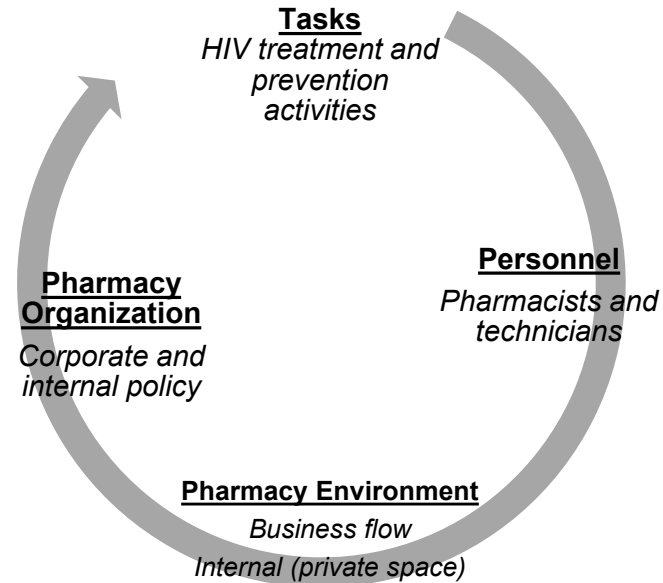 Tasks
HIV treatment and
prevention
activities
Personnel
Pharmacists and
technicians
Pharmacy Environment
Business flow
Internal (private space)
Pharmacy
Organization
Corporate and
internal policy